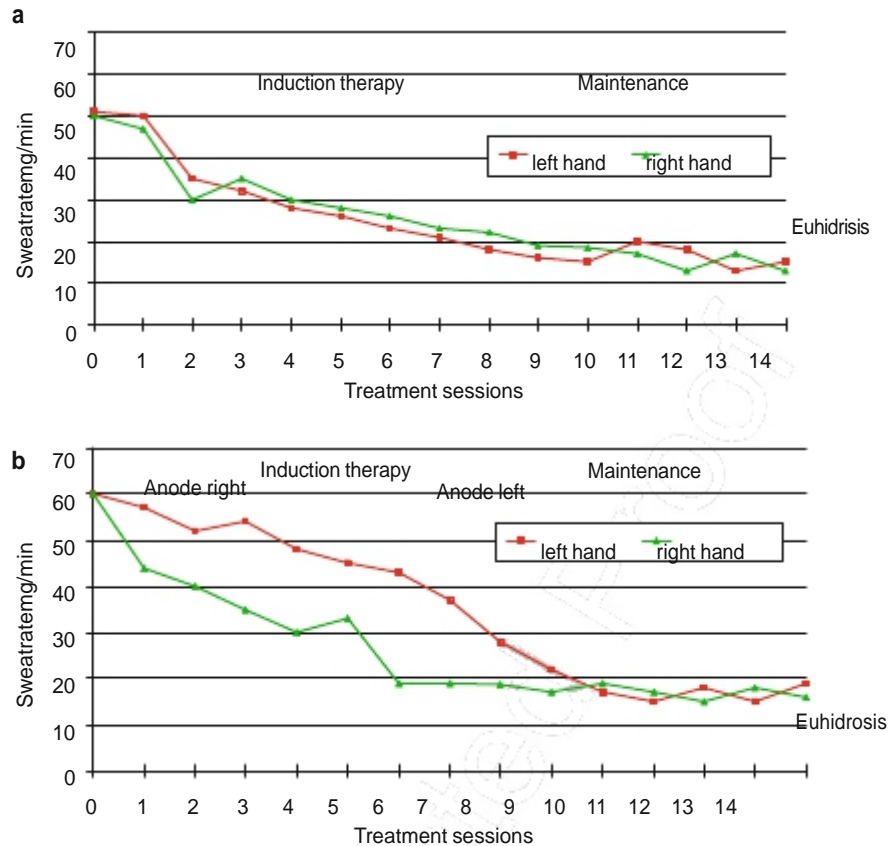 a
70
60
Induction therapy Maintenance
50
40
left hand right hand
30
Sweatratemg/min
20
Euhidrisis
10
0
0 1 2 3 4 5 6 7 8 9 10 11 12 13 14
Treatment sessions
b
70
Induction therapy Maintenance
Anode right Anode left
60
50
left hand right hand
40
30
Sweatratemg/min
20
Euhidrosis
10
0
0 1 2 3 4 5 6 7 8 9 10 11 12 13 14
Treatment sessions